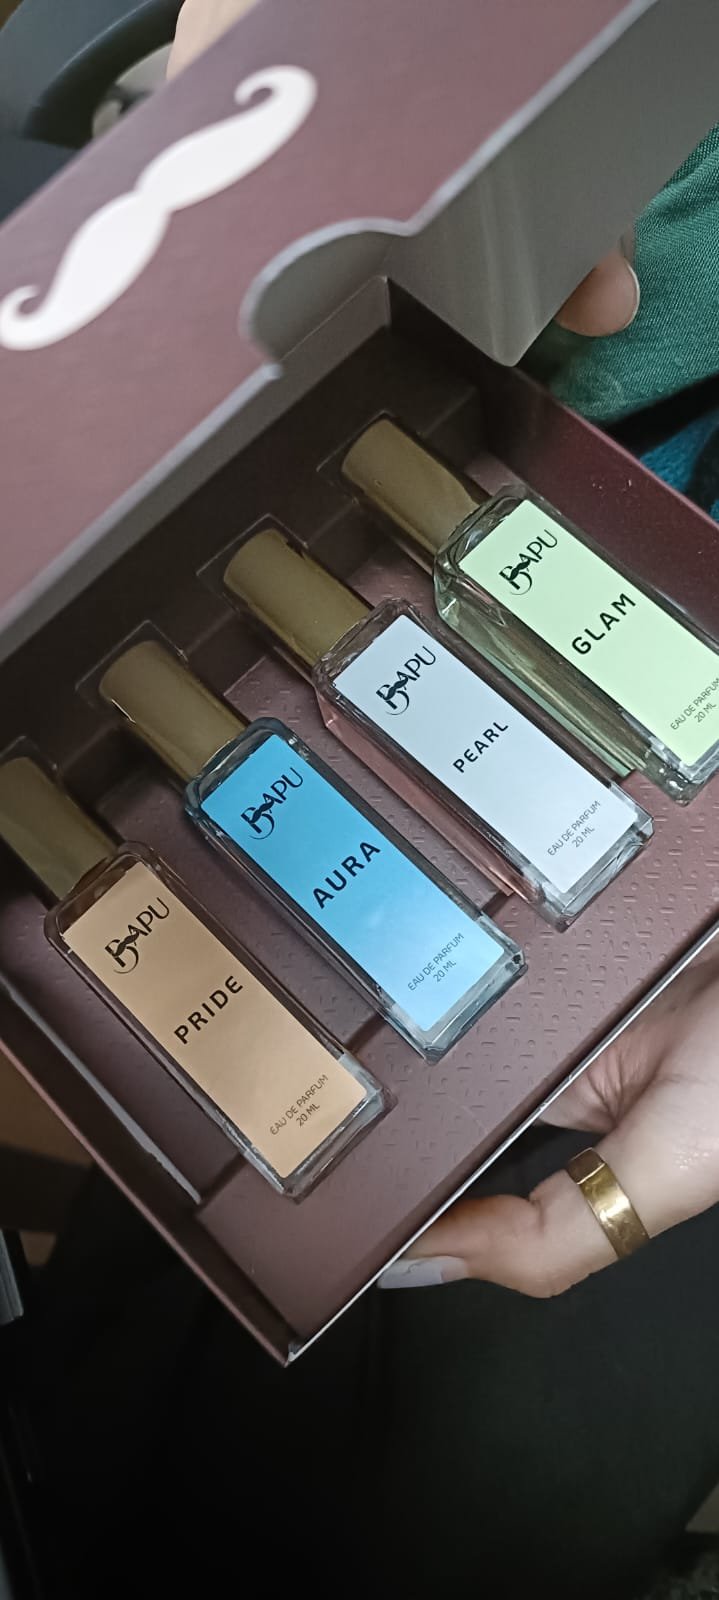 BAPU
PRIDE
EAU DE PARFUM
20 ML
BAPU
AURA
EAU DE PARFUM
20 ML
BAPU
PEARL
EAU DE PARFUM
20 ML
BAPU
GLAM
EAU DE PARFUM
20 ML